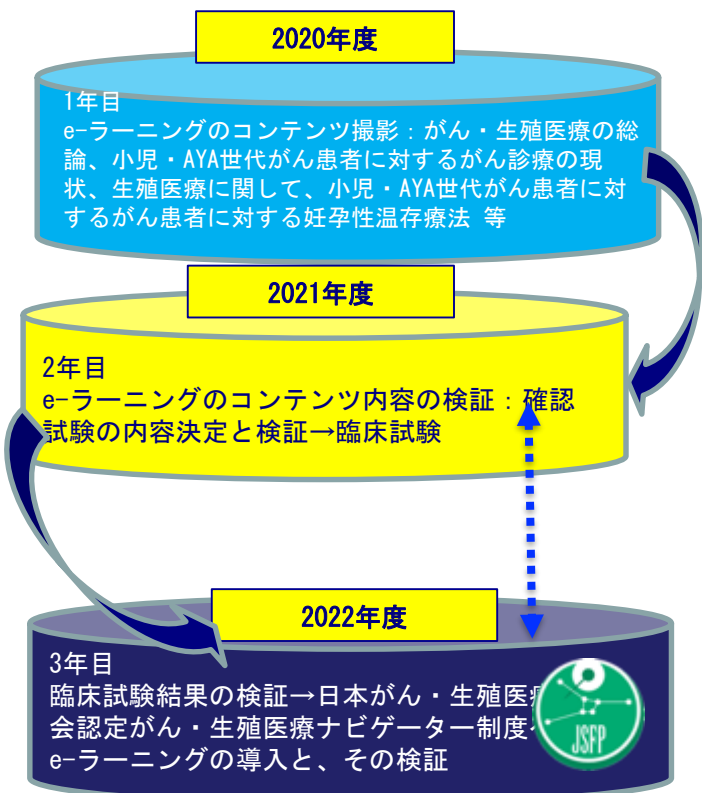 2020年度
1年目
e-ラーニングのコンテンツ撮影：がん・生殖医療の総
論、小児・AYA世代がん患者に対するがん診療の現
状、生殖医療に関して、小児・AYA世代がん患者に対
するがん患者に対する妊孕性温存療法 等
2021年度
2年目
e-ラーニングのコンテンツ内容の検証：確認
試験の内容決定と検証→臨床試験
2022年度
3年目
臨床試験結果の検証→日本がん・生殖医
会認定がん・生殖医療ナビゲーター制度
e-ラーニングの導入と、その検証
JSFP